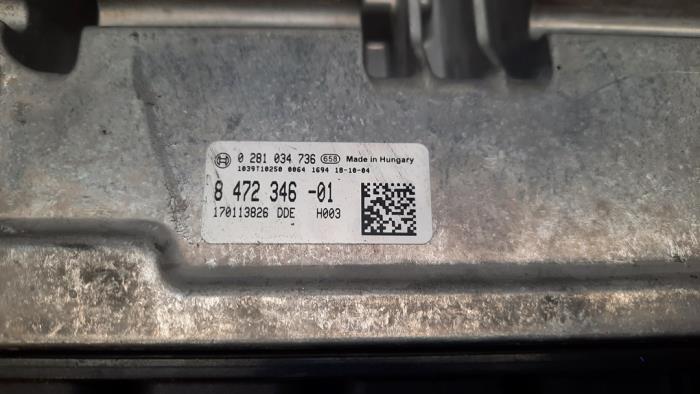 0 281 034 736 658 Made in Hungary
1039T10250 0064 1694 18-10-04
8 472 346 -01
170113826 DDE H003